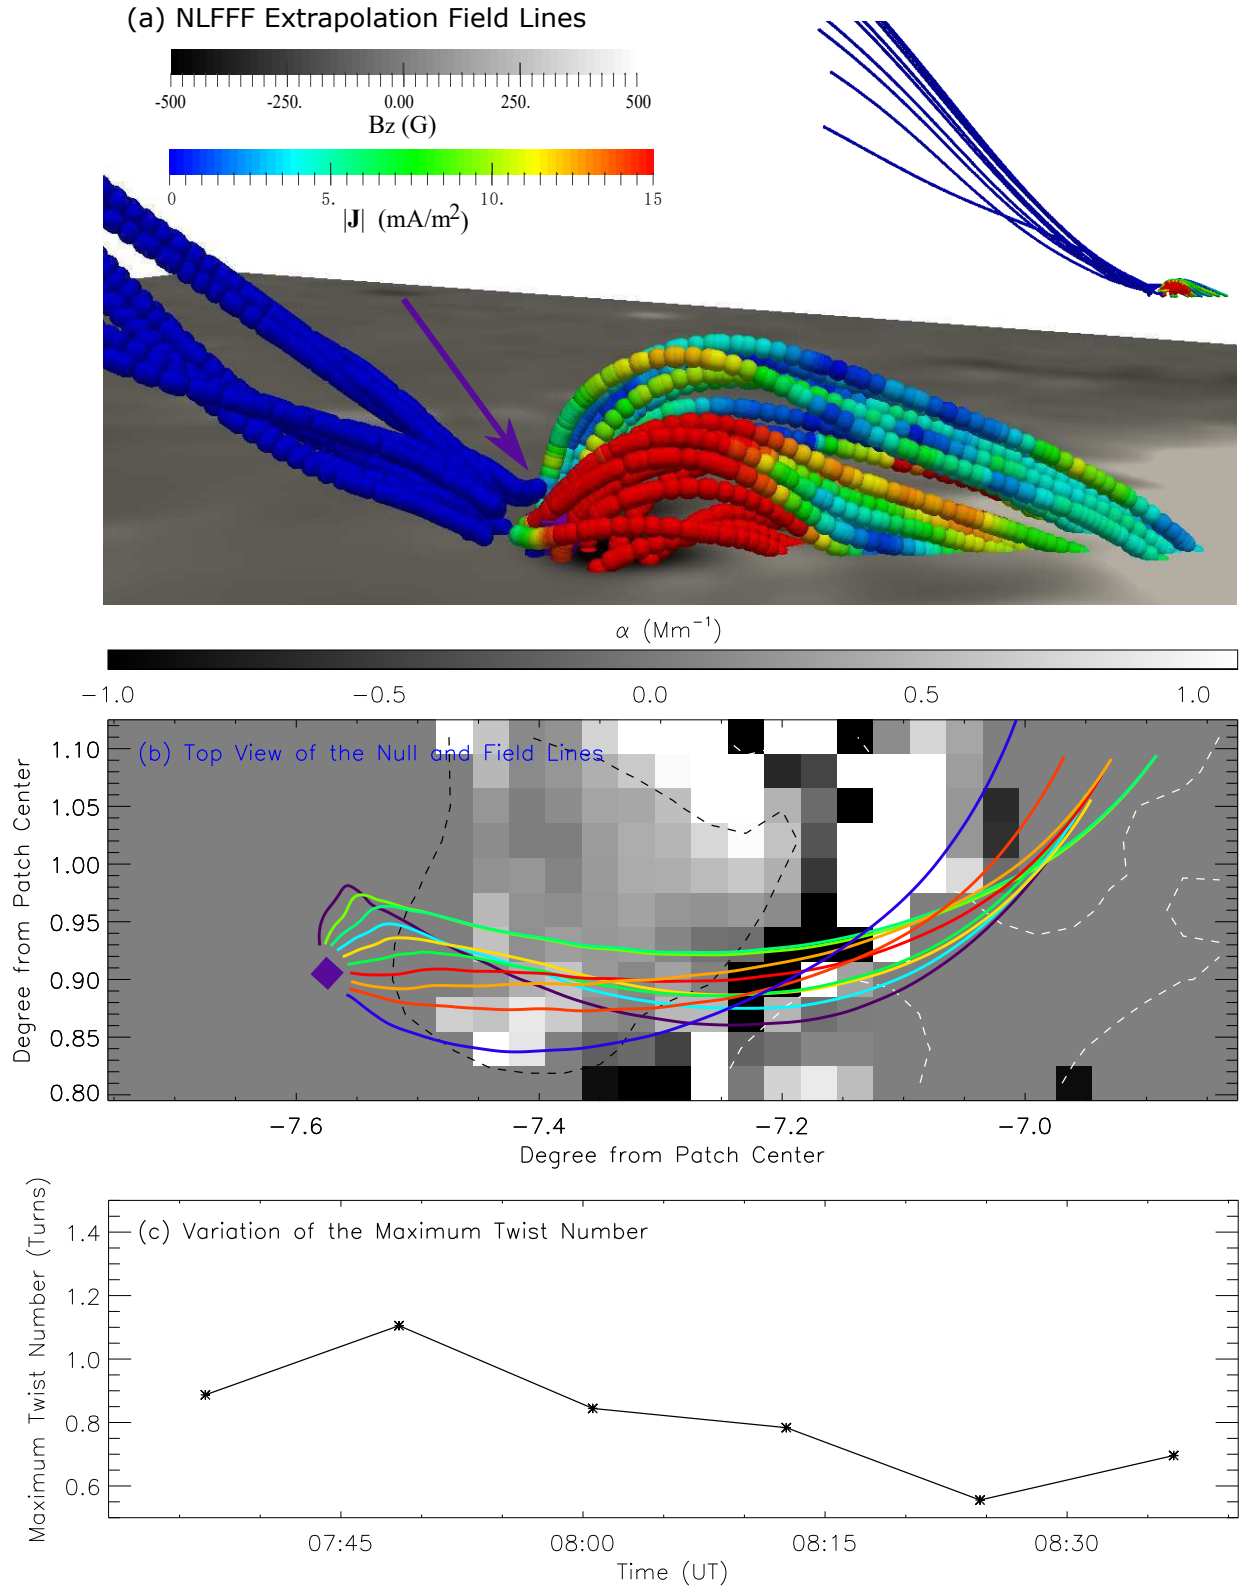 (a) NLFFF Extrapolation Field Lines
-500 -250. 0.00 250. 500
Bz (G)
0 5. 10. 15
|J| (mA/m²)
α (Mm⁻¹)
−1.0 −0.5 0.0 0.5 1.0
(b) Top View of the Null and Field Lines
Degree from Patch Center
1.10
1.05
1.00
0.95
0.90
0.85
0.80
−7.6 −7.4 −7.2 −7.0
Degree from Patch Center
(c) Variation of the Maximum Twist Number
Maximum Twist Number (Turns)
1.4
1.2
1.0
0.8
0.6
07:45 08:00 08:15 08:30
Time (UT)